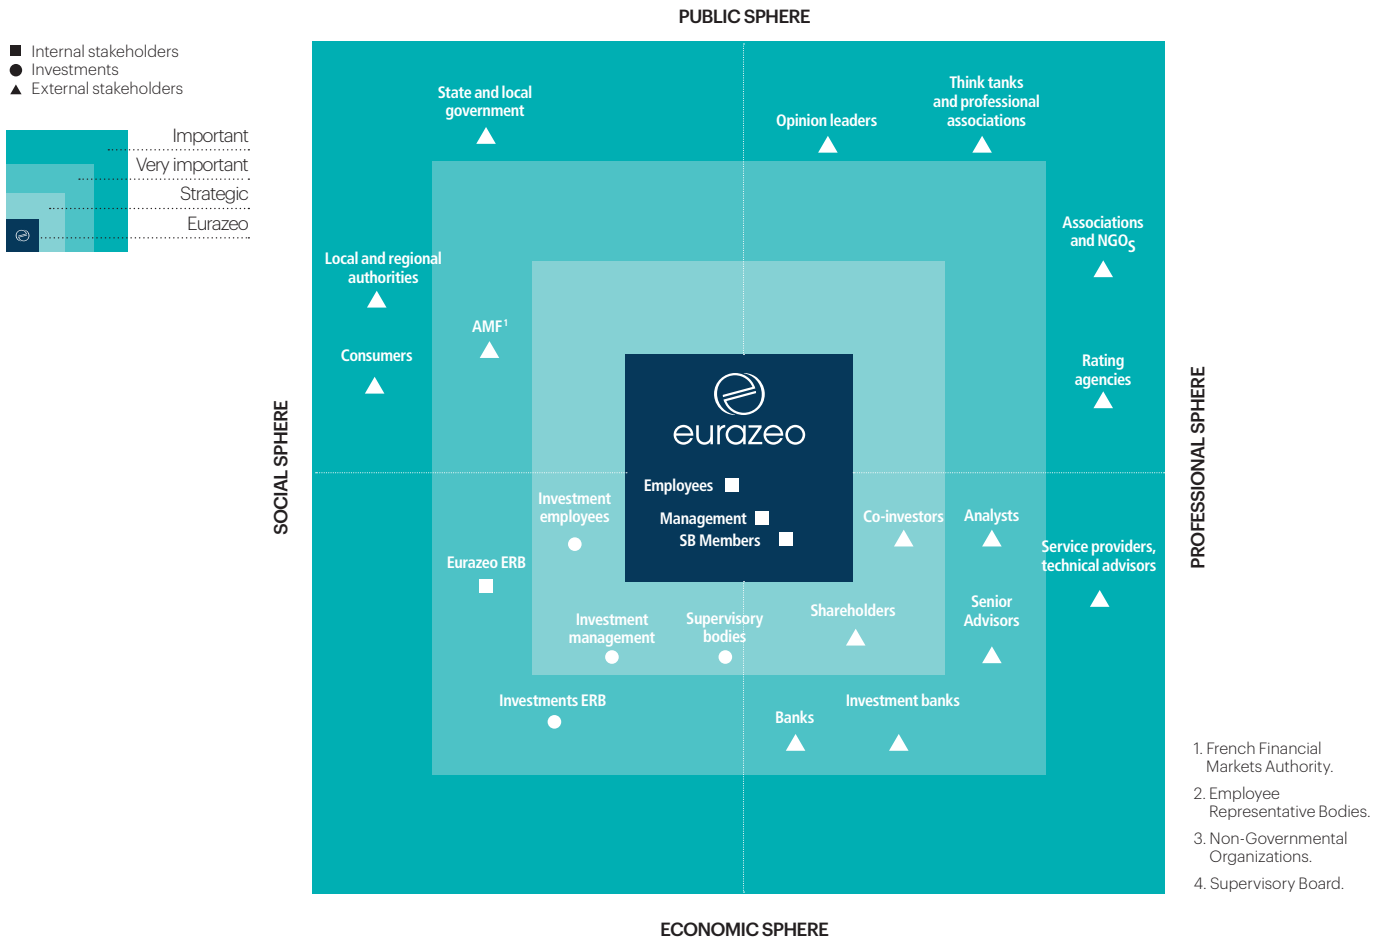 PUBLIC SPHERE
Internal stakeholders
Investments
External stakeholders
Important
Very important
Strategic
Eurazeo
State and local
government
Opinion leaders
Think tanks
and professional
associations
Associations
and NGOS
Local and regional
authorities
AMF1
Consumers
Rating
agencies
SOCIAL SPHERE
PROFESSIONAL SPHERE
eurazeo
Employees
Management
SB Members
Investment
employees
Co-investors
Analysts
Eurazeo ERB
Service providers,
technical advisors
Investment
management
Supervisory
bodies
Shareholders
Senior
Advisors
Investments ERB
Banks
Investment banks
1. French Financial
Markets Authority.
2. Employee
Representative Bodies.
3. Non-Governmental
Organizations.
4. Supervisory Board.
ECONOMIC SPHERE